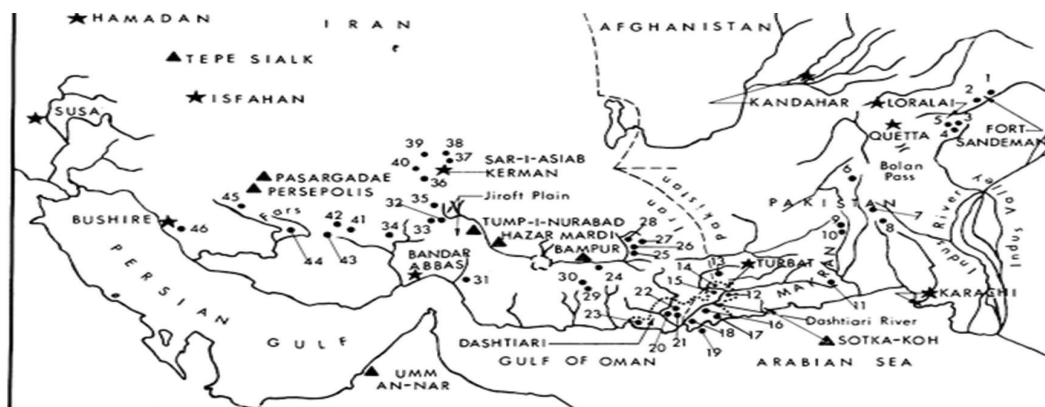 HAMADAN
IRAN
AFGHANISTAN
TEPE SIALK
ISFAHAN
KANDAHAR
LORALAI
2
1
SUSA
QUETTA
5
3
4
FORT
SANDEMAN
39
38
40
37
SAR-I-ASIAB
KERMAN
36
Bolan
Pass
PASARGADAE
PERSEPOLIS
Jiroft Plain
45
35
32
33
34
Fars
42
41
BUSHIRE
46
44
43
TUMP-I-NURABAD
HAZAR MARDI
BAMPUR
28
27
26
25
Iran
Pakistan
PAKISTAN
9
7
8
10
Indus River
Indus Valley
BANDAR
ABBAS
31
30
24
29
14
13
TURBAT
MAKRAN
15
12
11
KARACHI
PERSIAN
GULF
22
23
DASHTIARI
20
21
19
18
17
16
Dashtiari River
GULF OF OMAN
SOTKA-KOH
ARABIAN SEA
UMM
AN-NAR